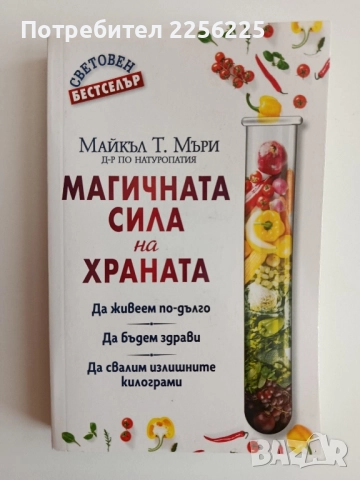 Потребител 2256225
СВЕТОВЕН
БЕСТСЕЛЪР
МАЙКЪЛ Т. МЪРИ
Д-Р ПО НАТУРОПАТИЯ
МАГИЧНАТА
СИЛА
на
ХРАНАТА
Да живеем по-дълго
Да бъдем здрави
Да свалим излишните
килограми
BAZAR